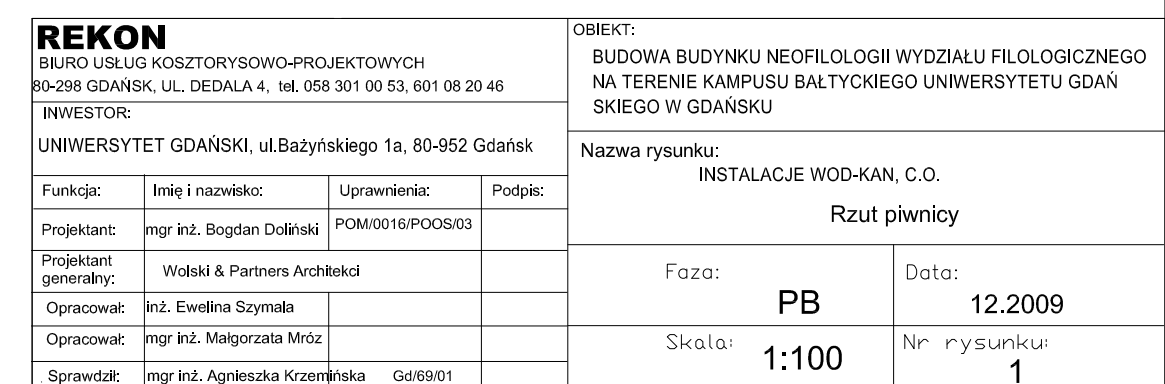 REKON
BIURO USŁUG KOSZTORYSOWO-PROJEKTOWYCH
80-298 GDAŃSK, UL. DEDALA 4, tel. 058 301 00 53, 601 08 20 46
INWESTOR:
UNIWERSYTET GDAŃSKI, ul.Bażyńskiego 1a, 80-952 Gdańsk
Funkcja: Imię i nazwisko: Uprawnienia: Podpis:
Projektant: mgr inż. Bogdan Doliński POM/0016/POOS/03
Projektant
generalny: Wolski & Partners Architekci
Opracował: inż. Ewelina Szymala
Opracował: mgr inż. Małgorzata Mróz
Sprawdził: mgr inż. Agnieszka Krzemińska Gd/69/01
OBIEKT:
BUDOWA BUDYNKU NEOFILOLOGII WYDZIAŁU FILOLOGICZNEGO
NA TERENIE KAMPUSU BAŁTYCKIEGO UNIWERSYTETU GDAŃ
SKIEGO W GDAŃSKU
Nazwa rysunku:
INSTALACJE WOD-KAN, C.O.
Rzut piwnicy
Faza: Data:
PB 12.2009
Skala: Nr rysunku:
1:100 1